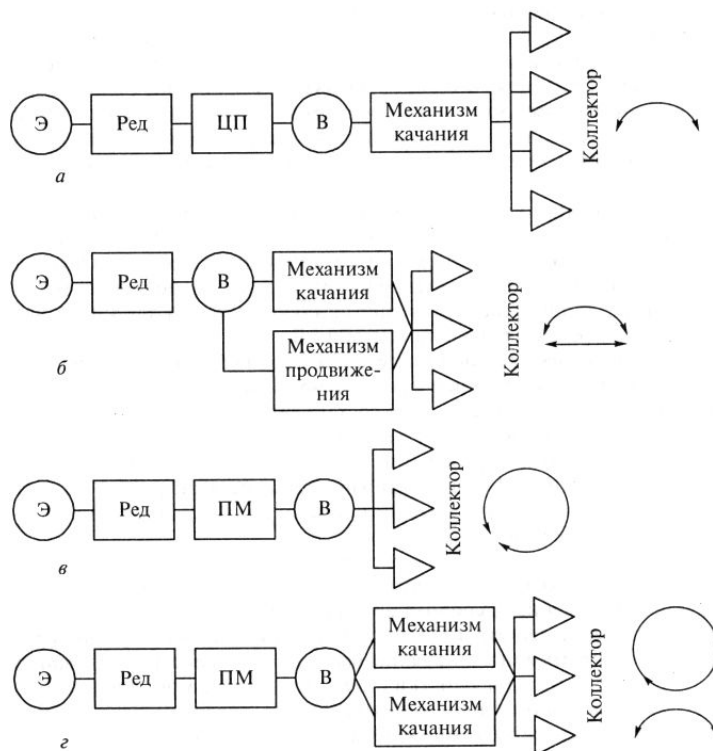 Э
Ред
ЦП
В
Механизм
качания
Коллектор
а
Э
Ред
В
Механизм
качания
Механизм
продвиже-
ния
Коллектор
б
Э
Ред
ПМ
В
Коллектор
в
Э
Ред
ПМ
В
Механизм
качания
Механизм
качания
Коллектор
г